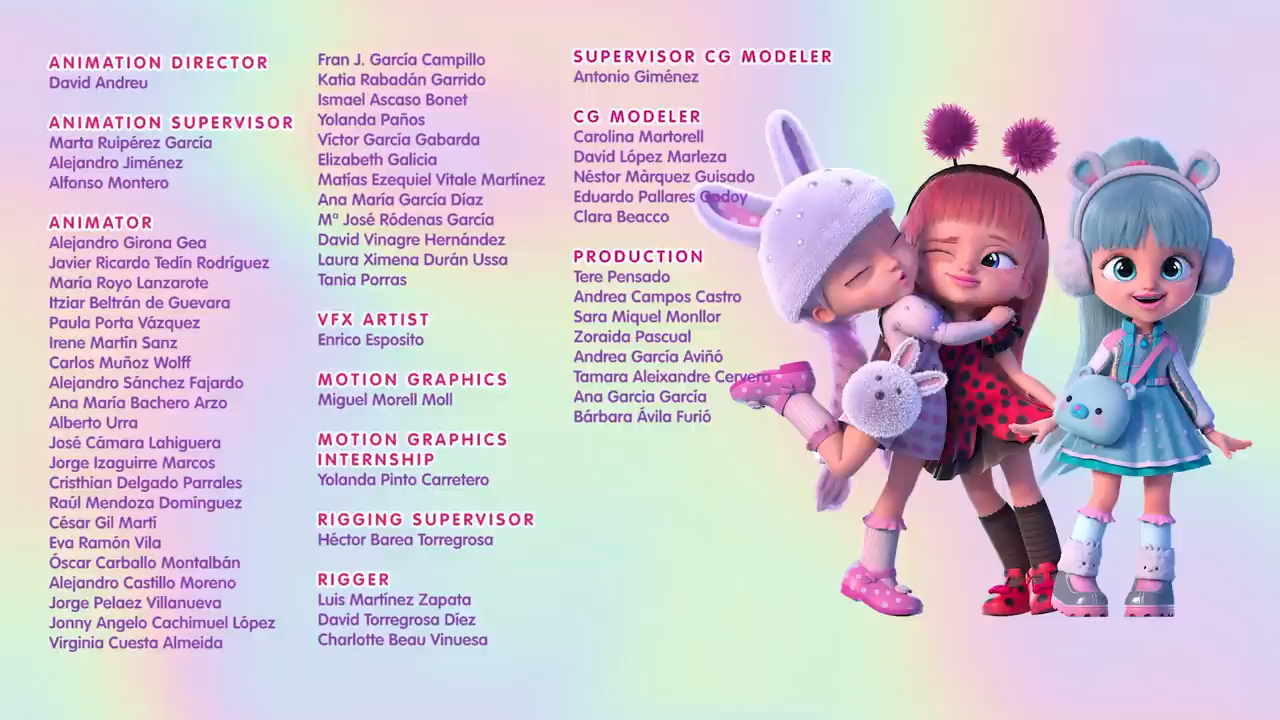 ANIMATION DIRECTOR
David Andreu
ANIMATION SUPERVISOR
Marta Ruipérez García
Alejandro Jiménez
Alfonso Montero
ANIMATOR
Alejandro Girona Gea
Javier Ricardo Tedín Rodríguez
María Royo Lanzarote
Itziar Beltrán de Guevara
Paula Porta Vázquez
Irene Martín Sanz
Carlos Muñoz Wolff
Alejandro Sánchez Fajardo
Ana María Bachero Arzo
Alberto Urra
José Cámara Lahiguera
Jorge Izaguirre Marcos
Cristhian Delgado Parrales
Raúl Mendoza Domínguez
César Gil Martí
Eva Ramón Vila
Óscar Carballo Montalbán
Alejandro Castillo Moreno
Jorge Pelaez Villanueva
Jonny Angelo Cachimuel López
Virginia Cuesta Almeida
Fran J. García Campillo
Katia Rabadán Garrido
Ismael Ascaso Bonet
Yolanda Paños
Víctor García Gabarda
Elizabeth Galicia
Matías Ezequiel Vitale Martínez
Ana María García Díaz
Mª José Ródenas García
David Vinagre Hernández
Laura Ximena Durán Ussa
Tania Porras
VFX ARTIST
Enrico Esposito
MOTION GRAPHICS
Miguel Morell Moll
MOTION GRAPHICS
INTERNSHIP
Yolanda Pinto Carretero
RIGGING SUPERVISOR
Héctor Barea Torregrosa
RIGGER
Luis Martínez Zapata
David Torregrosa Díez
Charlotte Beau Vinuesa
SUPERVISOR CG MODELER
Antonio Giménez
CG MODELER
Carolina Martorell
David López Marleza
Néstor Màrquez Guisado
Eduardo Pallares Godoy
Clara Beacco
PRODUCTION
Tere Pensado
Andrea Campos Castro
Sara Miquel Monllor
Zoraida Pascual
Andrea García Aviñó
Tamara Aleixandre Cervera
Ana Garcia García
Bárbara Ávila Furió